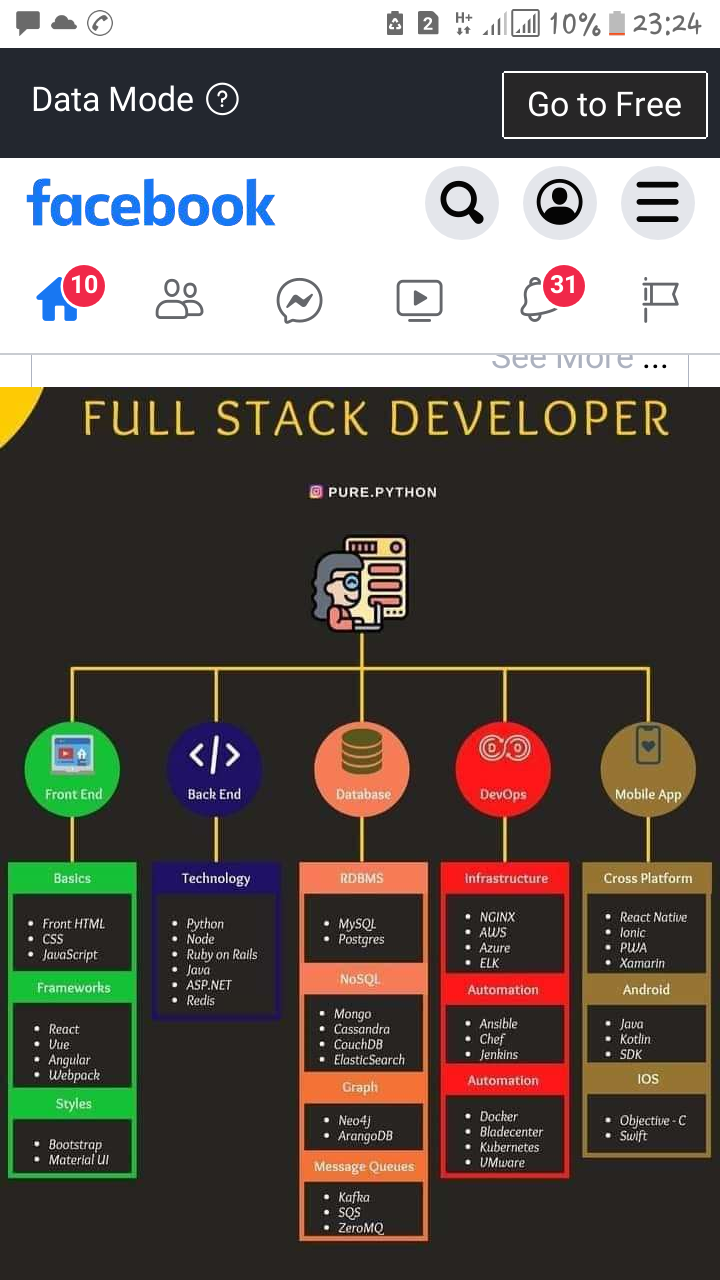 2 H+ 10% 23:24
Data Mode ?
Go to Free
facebook
10
31
See More ...
FULL STACK DEVELOPER
PURE.PYTHON
Front End
Back End
Database
DevOps
Mobile App
Basics
• Front HTML
• CSS
• JavaScript
Frameworks
• React
• Vue
• Angular
• Webpack
Styles
• Bootstrap
• Material UI
Technology
• Python
• Node
• Ruby on Rails
• Java
• ASP.NET
• Redis
RDBMS
• MySQL
• Postgres
NoSQL
• Mongo
• Cassandra
• CouchDB
• ElasticSearch
Graph
• Neo4j
• ArangoDB
Message Queues
• Kafka
• SQS
• ZeroMQ
Infrastructure
• NGINX
• AWS
• Azure
• ELK
Automation
• Ansible
• Chef
• Jenkins
Automation
• Docker
• Bladecenter
• Kubernetes
• VMware
Cross Platform
• React Native
• Ionic
• PWA
• Xamarin
Android
• Java
• Kotlin
• SDK
IOS
• Objective - C
• Swift